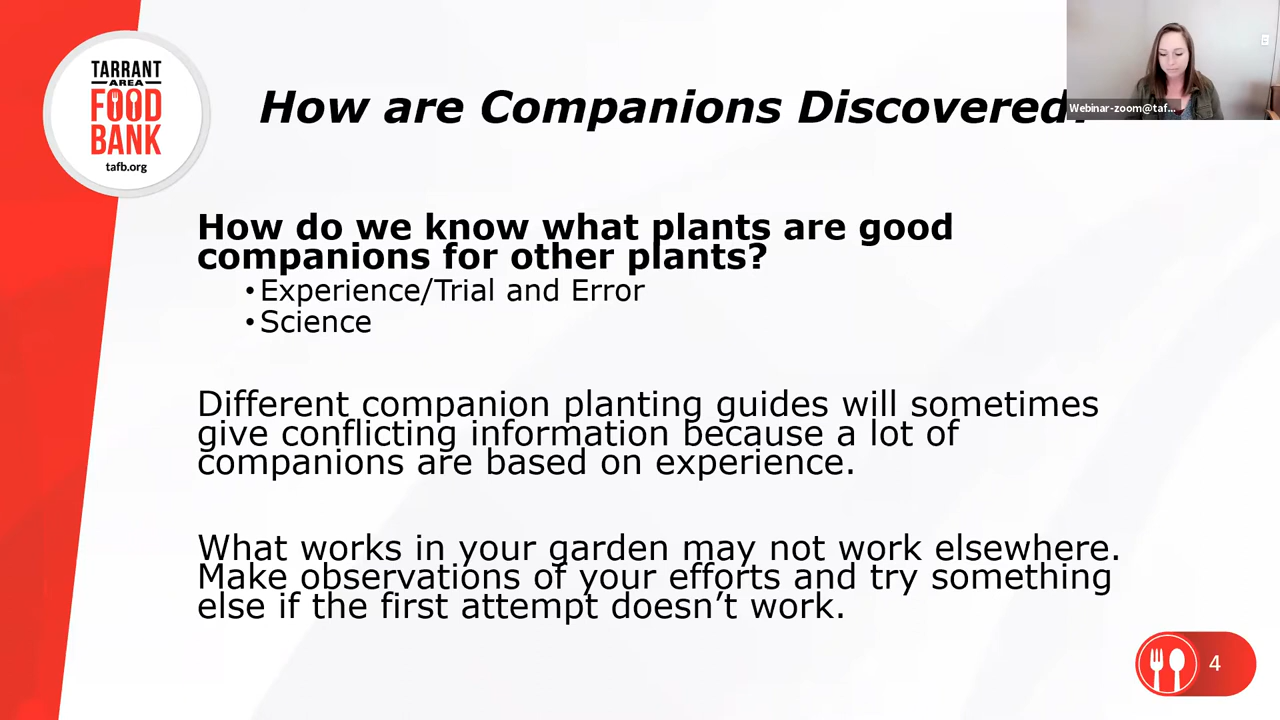 TARRANT
AREA
FOOD
BANK
tafb.org
How are Companions Discovered?
Webinar-zoom@taf...
How do we know what plants are good
companions for other plants?
•Experience/Trial and Error
•Science
Different companion planting guides will sometimes
give conflicting information because a lot of
companions are based on experience.
What works in your garden may not work elsewhere.
Make observations of your efforts and try something
else if the first attempt doesn’t work.
4